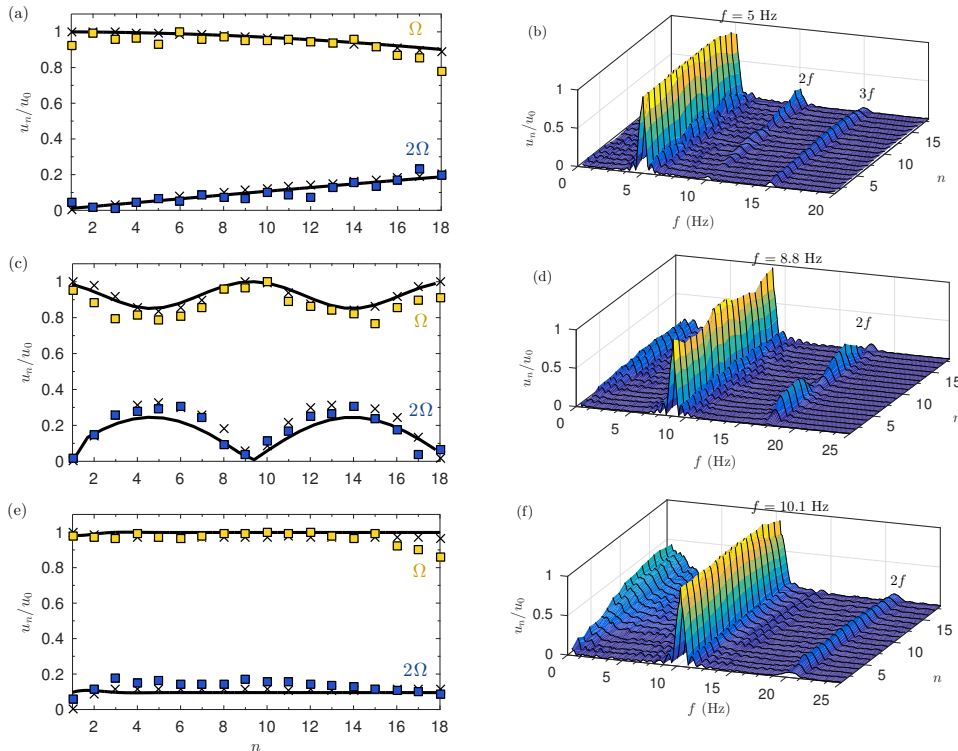 (a)
u_n/u_0
1
0.8
0.6
0.4
0.2
0
Ω
2Ω
2 4 6 8 10 12 14 16 18
(b)
f = 5 Hz
2f
3f
u_n/u_0
1
0.5
0
0 5 10 15 20
f (Hz)
5 10 15
n
(c)
u_n/u_0
1
0.8
0.6
0.4
0.2
0
Ω
2Ω
2 4 6 8 10 12 14 16 18
(d)
f = 8.8 Hz
2f
u_n/u_0
1
0.5
0
0 5 10 15 20 25
f (Hz)
5 10 15
n
(e)
u_n/u_0
1
0.8
0.6
0.4
0.2
0
Ω
2Ω
2 4 6 8 10 12 14 16 18
n
(f)
f = 10.1 Hz
2f
u_n/u_0
1
0.5
0
0 5 10 15 20 25
f (Hz)
5 10 15
n